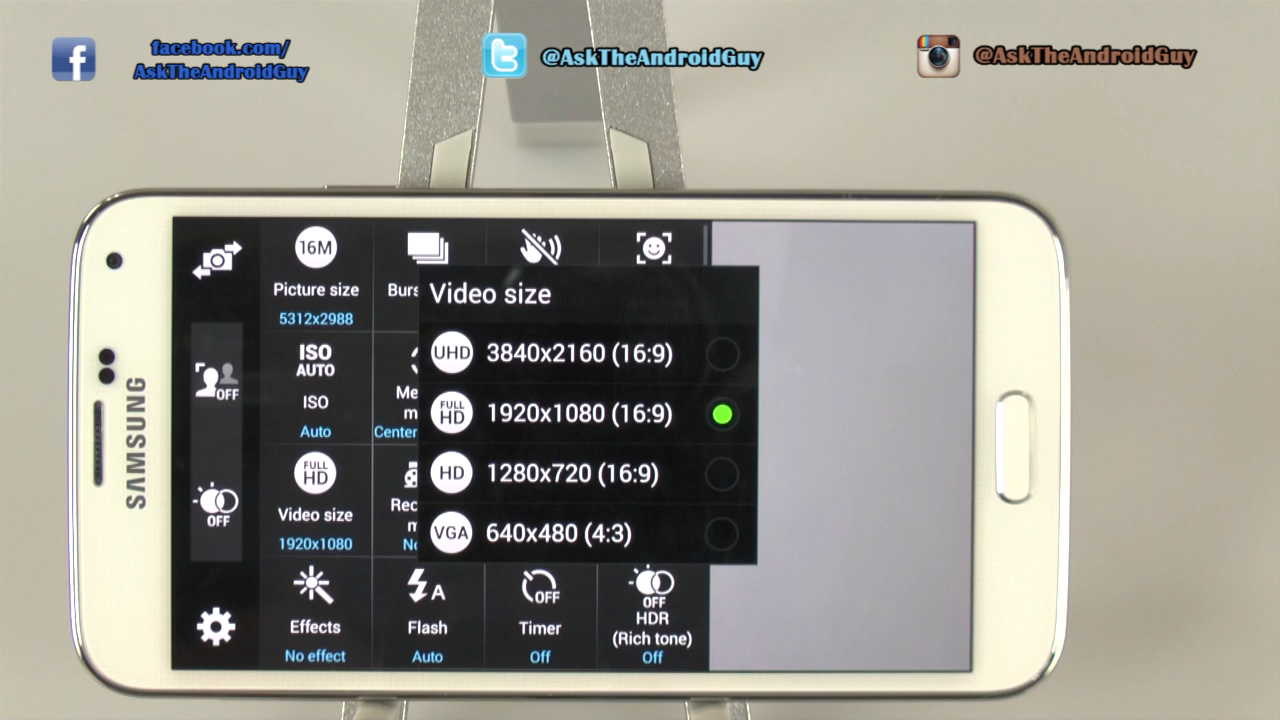 facebook.com/
AskTheAndroidGuy
@AskTheAndroidGuy
@AskTheAndroidGuy
SAMSUNG
16M
Picture size
5312x2988
ISO
AUTO
ISO
Auto
FULL
HD
Video size
1920x1080
Effects
No effect
A
Flash
Auto
OFF
Timer
Off
OFF
HDR
(Rich tone)
Off
OFF
OFF
Video size
UHD 3840x2160 (16:9)
FULL
HD 1920x1080 (16:9)
HD 1280x720 (16:9)
VGA 640x480 (4:3)